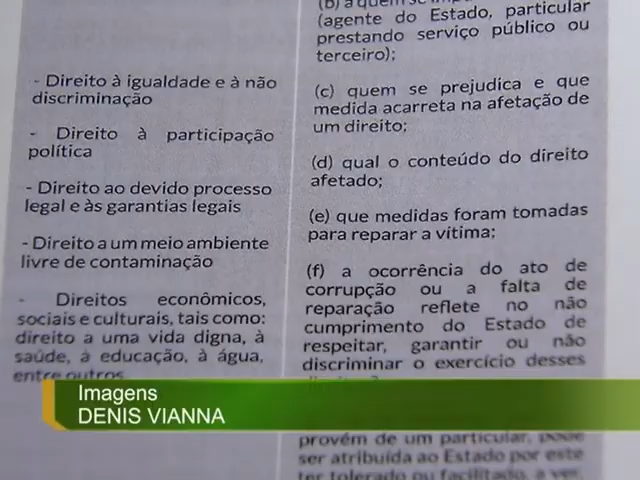 - Direito à igualdade e à não
discriminação
- Direito à participação
política
- Direito ao devido processo
legal e às garantias legais
- Direito a um meio ambiente
livre de contaminação
- Direitos econômicos,
sociais e culturais, tais como:
direito a uma vida digna, à
saúde, à educação, à água,
entre outros.
(b) a quem se
(agente do Estado, particular
prestando serviço público ou
terceiro);
(c) quem se prejudica e que
medida acarreta na afetação de
um direito;
(d) qual o conteúdo do direito
afetado;
(e) que medidas foram tomadas
para reparar a vítima;
(f) a ocorrência do ato de
corrupção ou a falta de
reparação reflete no não
cumprimento do Estado de
respeitar, garantir ou não
discriminar o exercício desses
provém de um particular, pode
ser atribuída ao Estado por este
ter tolerado ou facilitado, a ver,
Imagens
DENIS VIANNA